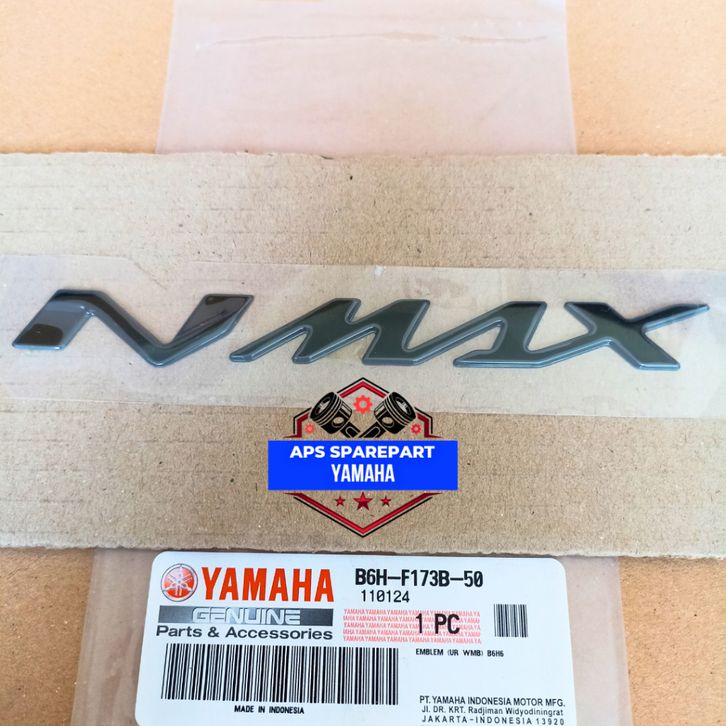 NMAX
APS SPAREPART
YAMAHA
YAMAHA
GENUINE
Parts & Accessories
MADE IN INDONESIA
B6H-F173B-50
110124
1 PC
EMBLEM (UR WMB) B6H6
PT. YAMAHA INDONESIA MOTOR MFG.
JL. DR. KRT. Radjiman Widyodiningrat
JAKARTA-INDONESIA 13920